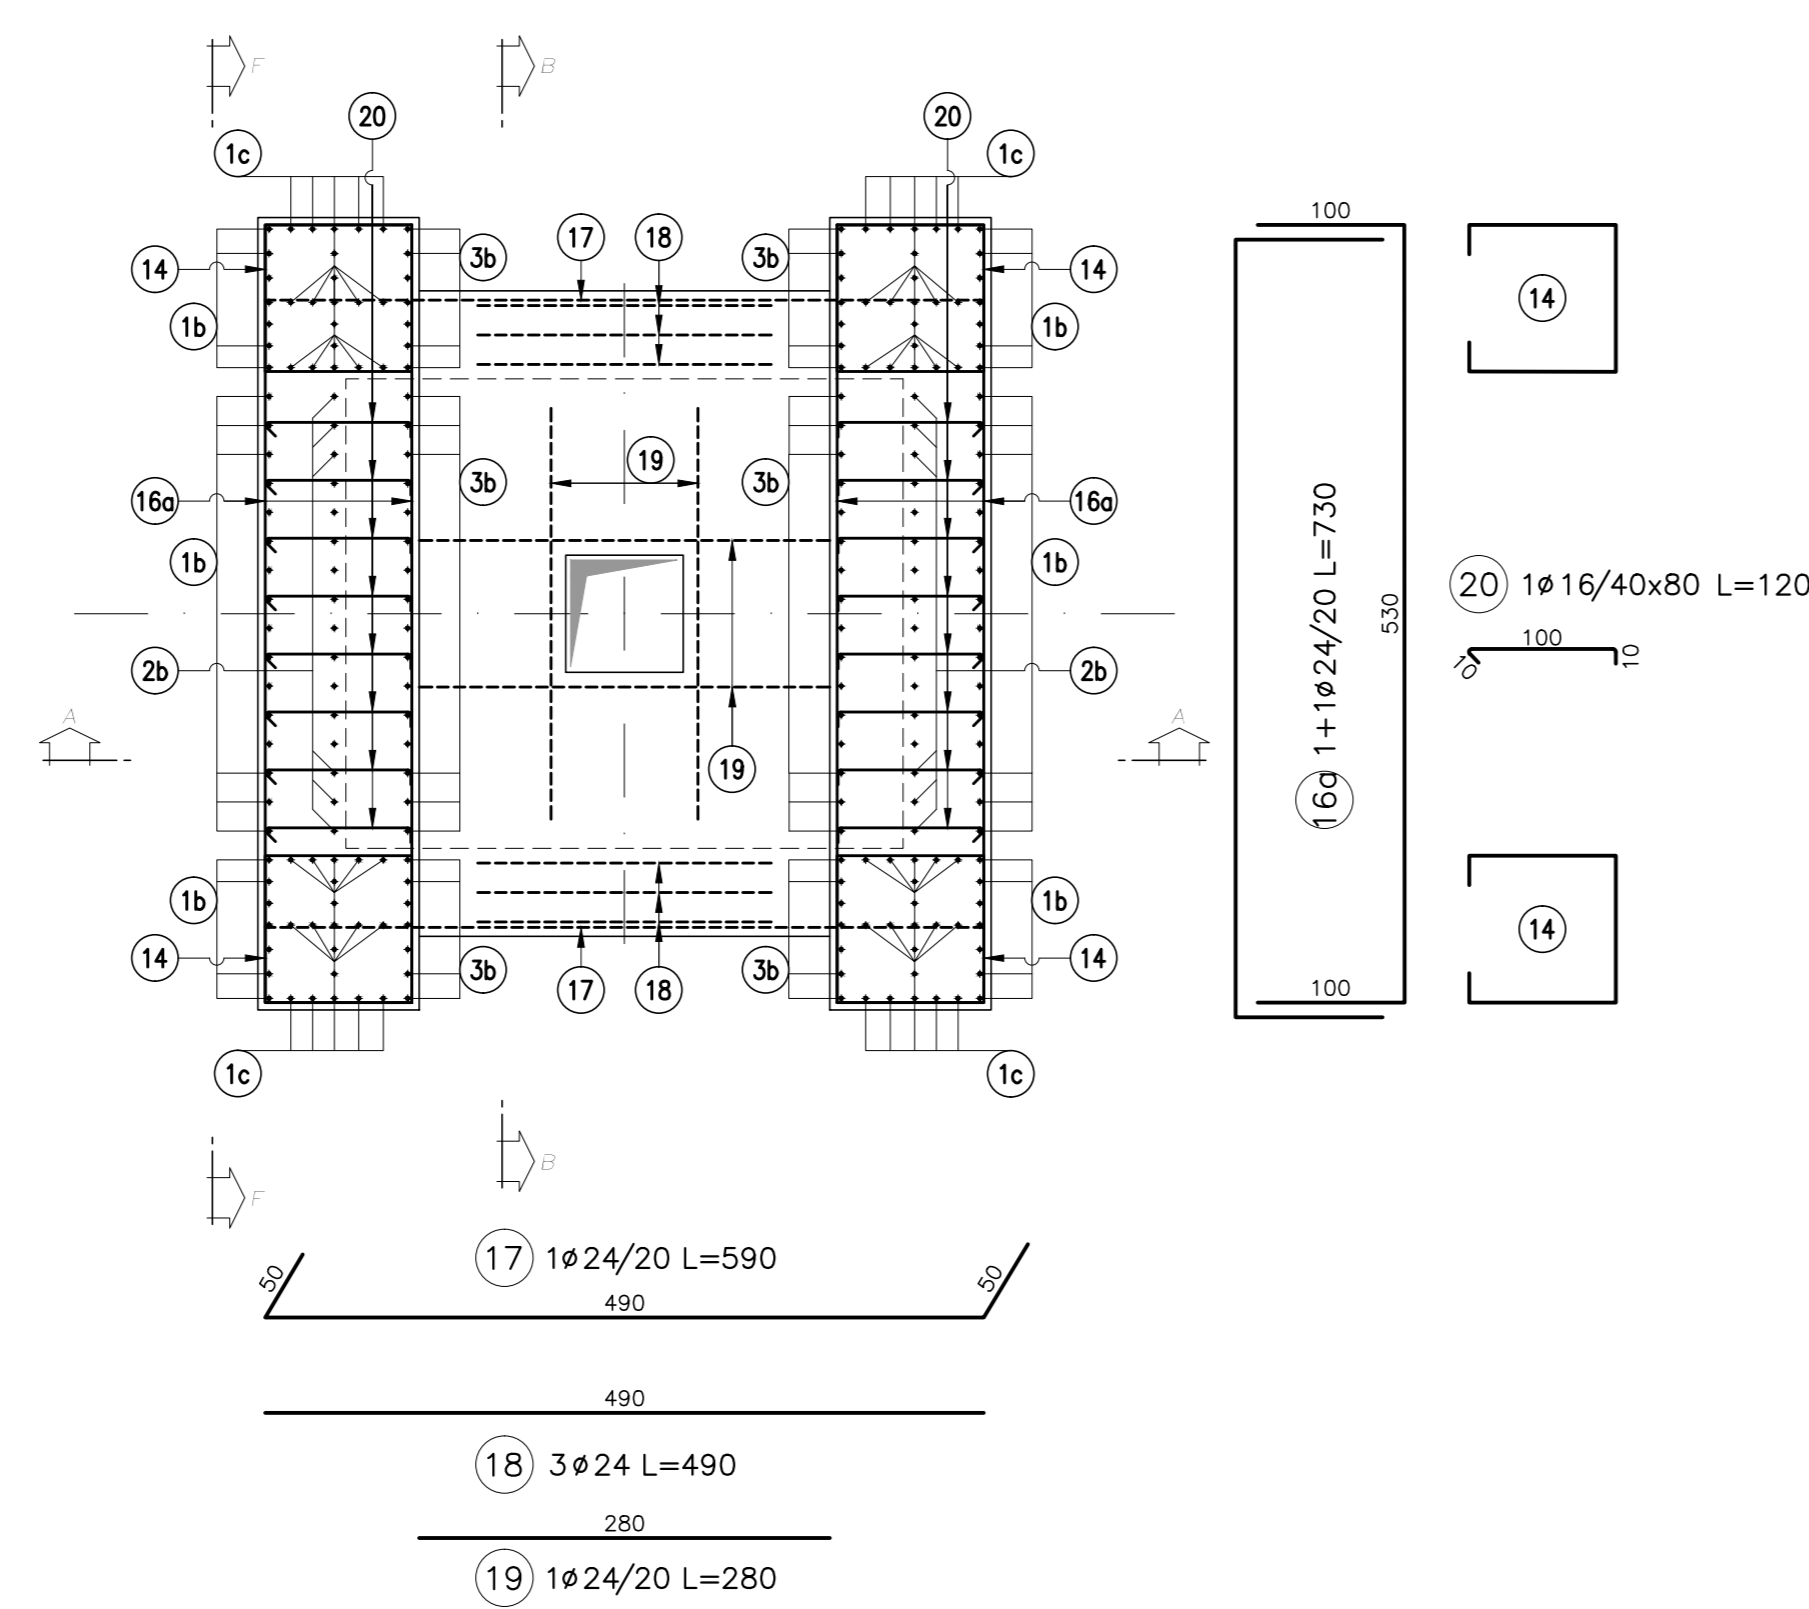 F
B
20
20
1c
1c
100
17
18
3b
3b
14
14
14
1b
1b
19
3b
3b
16a
16a
1b
1b
16a 1+1ø24/20 L=730
530
20 1ø16/40x80 L=120
100
10
10
2b
2b
A
A
19
1b
1b
14
14
14
3b
3b
17
18
100
1c
1c
B
F
17 1ø24/20 L=590
50
50
490
490
18 3ø24 L=490
280
19 1ø24/20 L=280